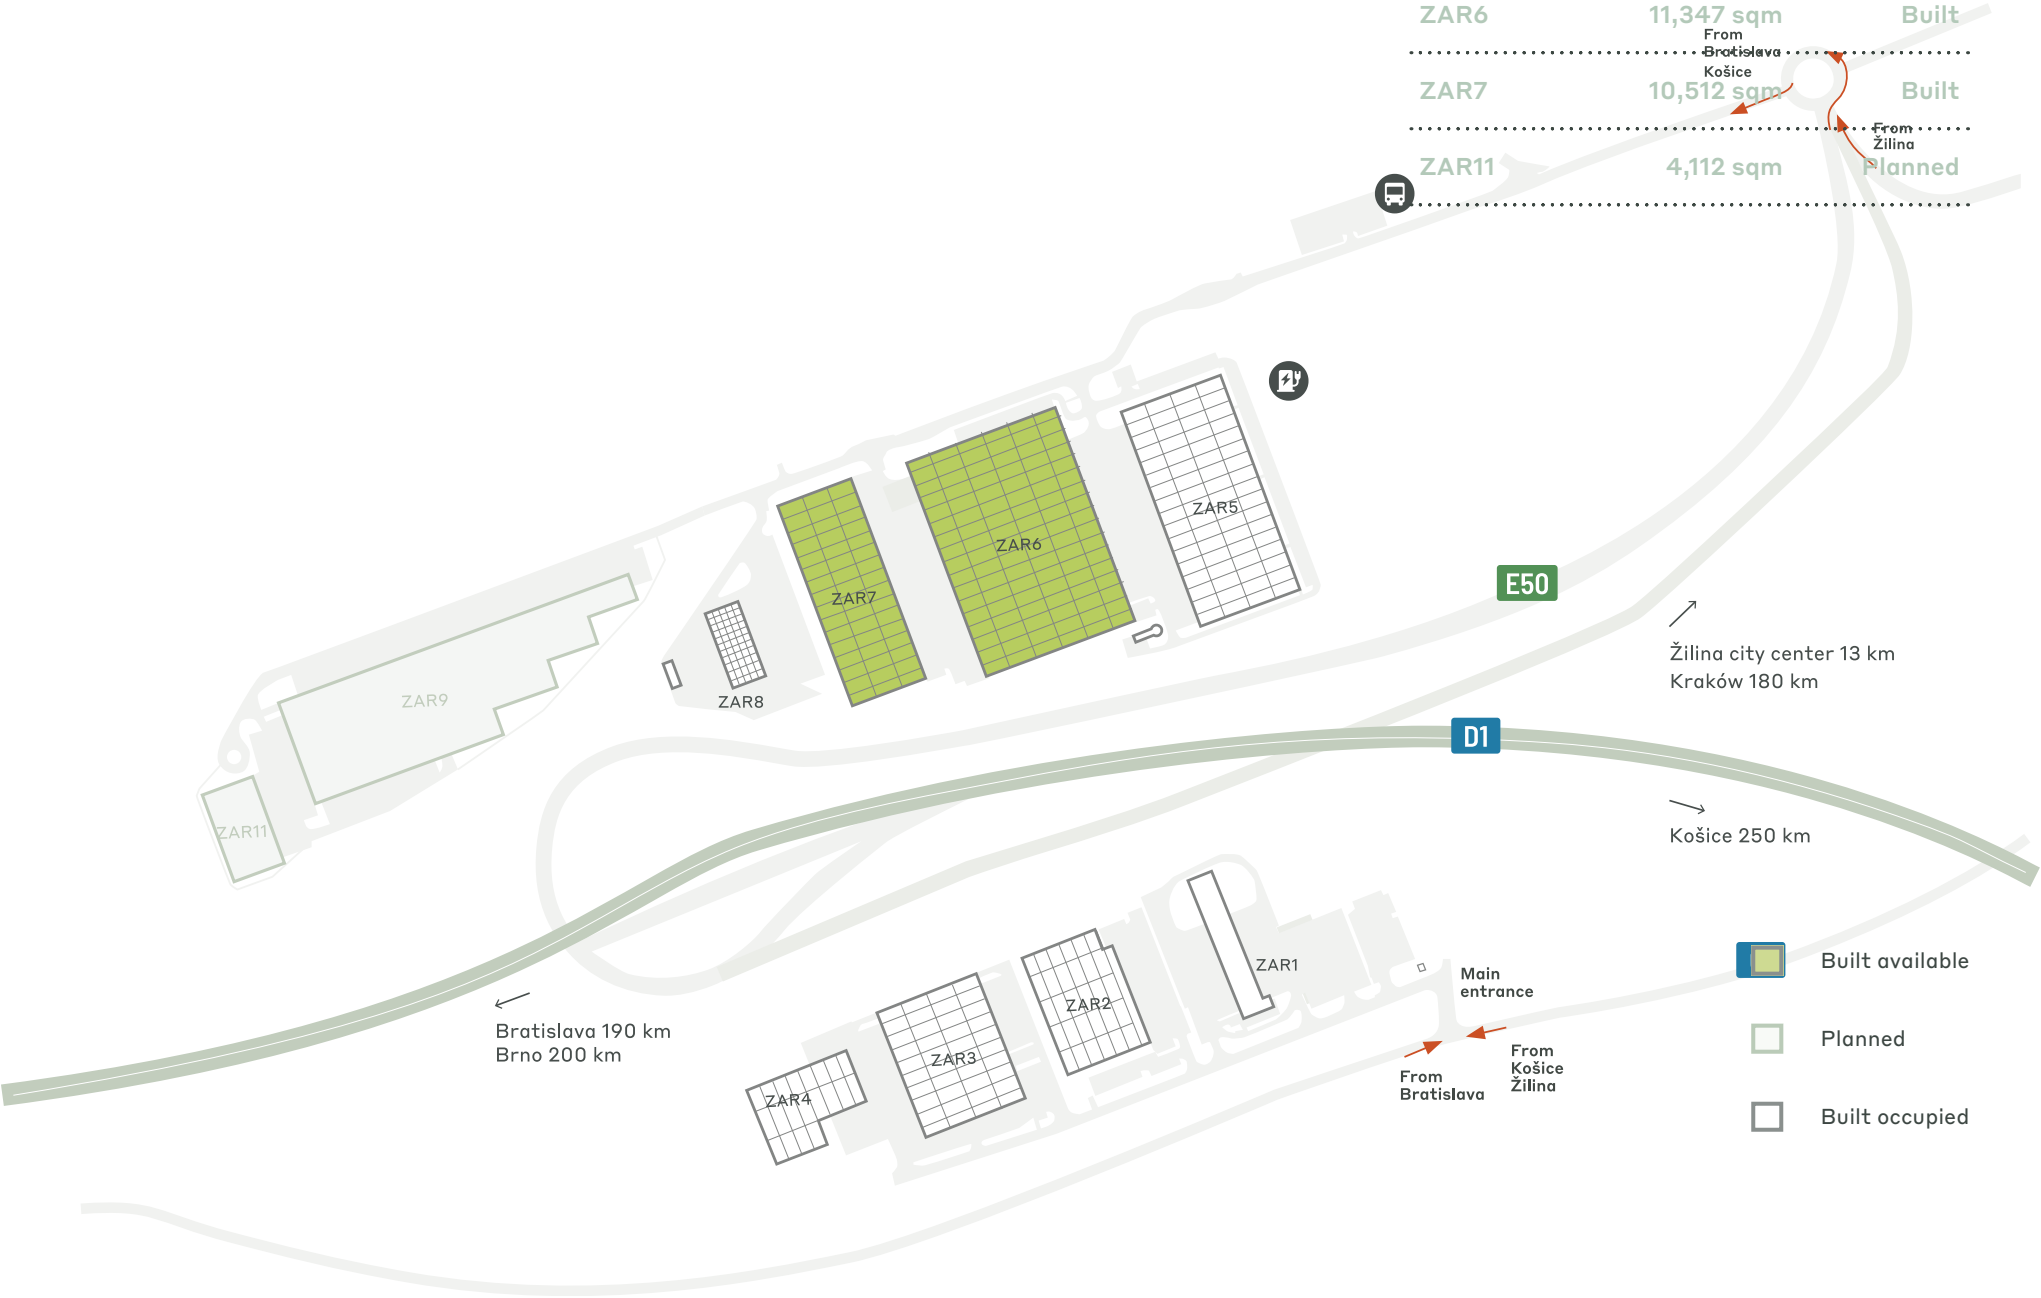 ZAR6 11,347 sqm Built
From
Bratislava
Košice
ZAR7 10,512 sqm Built
From
Žilina
ZAR11 4,112 sqm Planned
ZAR5
ZAR6
E50
ZAR7
Žilina city center 13 km
Kraków 180 km
ZAR9
ZAR8
D1
ZAR11
Košice 250 km
Built available
ZAR1
Main
entrance
ZAR2
Bratislava 190 km
Brno 200 km
Planned
ZAR3
From
Košice
Žilina
From
Bratislava
ZAR4
Built occupied